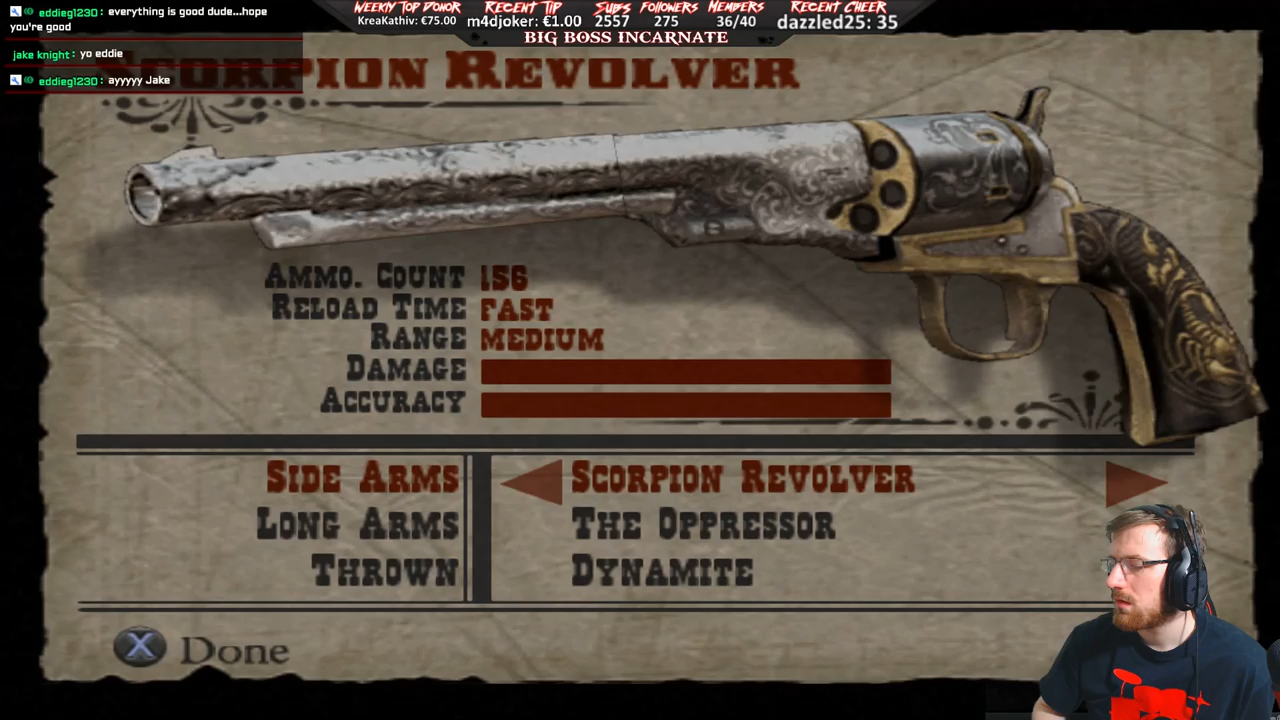 eddieg1230: everything is good dude...hope
you're good
jake knight: yo eddie
eddieg1230: ayyyyy Jake
WEEKLY TOP DONOR
KreaKathiv: €75.00
RECENT TIP
m4djoker: €1.00
SUBS
2557
FOLLOWERS
275
MEMBERS
36/40
RECENT CHEER
dazzled25: 35
BIG BOSS INCARNATE
SCORPION REVOLVER
AMMO. COUNT 156
RELOAD TIME FAST
RANGE MEDIUM
DAMAGE
ACCURACY
SIDE ARMS SCORPION REVOLVER
LONG ARMS THE OPPRESSOR
THROWN DYNAMITE
X Done